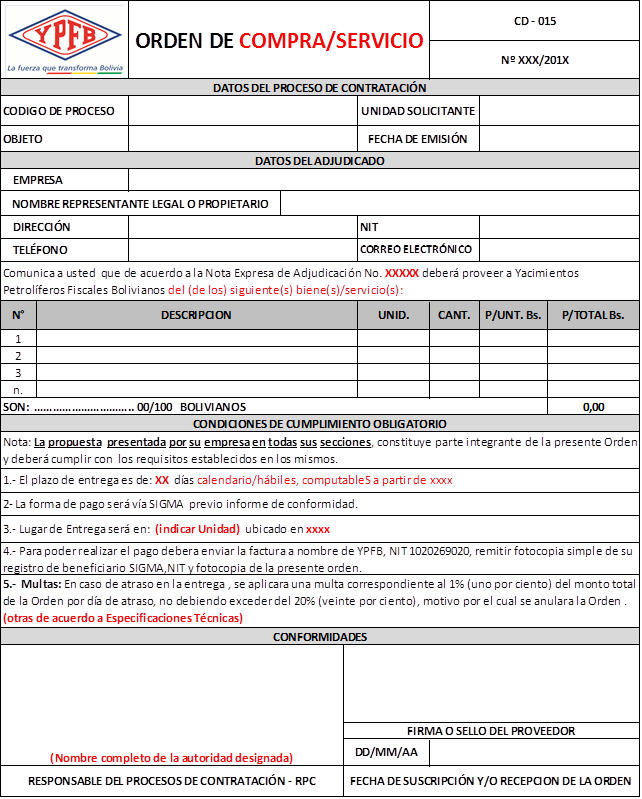 YPFB
La fuerza que transforma Bolivia
ORDEN DE COMPRA/SERVICIO
CD - 015
Nº XXX/201X
DATOS DEL PROCESO DE CONTRATACIÓN
CODIGO DE PROCESO
UNIDAD SOLICITANTE
OBJETO
FECHA DE EMISIÓN
DATOS DEL ADJUDICADO
EMPRESA
NOMBRE REPRESENTANTE LEGAL O PROPIETARIO
DIRECCIÓN
NIT
TELÉFONO
CORREO ELECTRÓNICO
Comunica a usted que de acuerdo a la Nota Expresa de Adjudicación No. XXXXX deberá proveer a Yacimientos
Petrolíferos Fiscales Bolivianos del (de los) siguiente(s) biene(s)/servicio(s):
N° DESCRIPCION UNID. CANT. P/UNT. Bs. P/TOTAL Bs.
1
2
3
n.
SON: ................................ 00/100 BOLIVIANOS 0,00
CONDICIONES DE CUMPLIMIENTO OBLIGATORIO
Nota: La propuesta presentada por su empresa en todas sus secciones, constituye parte integrante de la presente Orden
y deberá cumplir con los requisitos establecidos en los mismos.
1.- El plazo de entrega es de: XX días calendario/hábiles, computableS a partir de xxxx
2- La forma de pago será vía SIGMA previo informe de conformidad.
3.- Lugar de Entrega será en: (indicar Unidad) ubicado en xxxx
4.- Para poder realizar el pago debera enviar la factura a nombre de YPFB, NIT 1020269020, remitir fotocopia simple de su
registro de beneficiario SIGMA,NIT y fotocopia de la presente orden.
5.- Multas: En caso de atraso en la entrega , se aplicara una multa correspondiente al 1% (uno por ciento) del monto total
de la Orden por día de atraso, no debiendo exceder del 20% (veinte por ciento), motivo por el cual se anulara la Orden .
(otras de acuerdo a Especificaciones Técnicas)
CONFORMIDADES
FIRMA O SELLO DEL PROVEEDOR
(Nombre completo de la autoridad designada)
DD/MM/AA
RESPONSABLE DEL PROCESOS DE CONTRATACIÓN - RPC
FECHA DE SUSCRIPCIÓN Y/O RECEPCION DE LA ORDEN